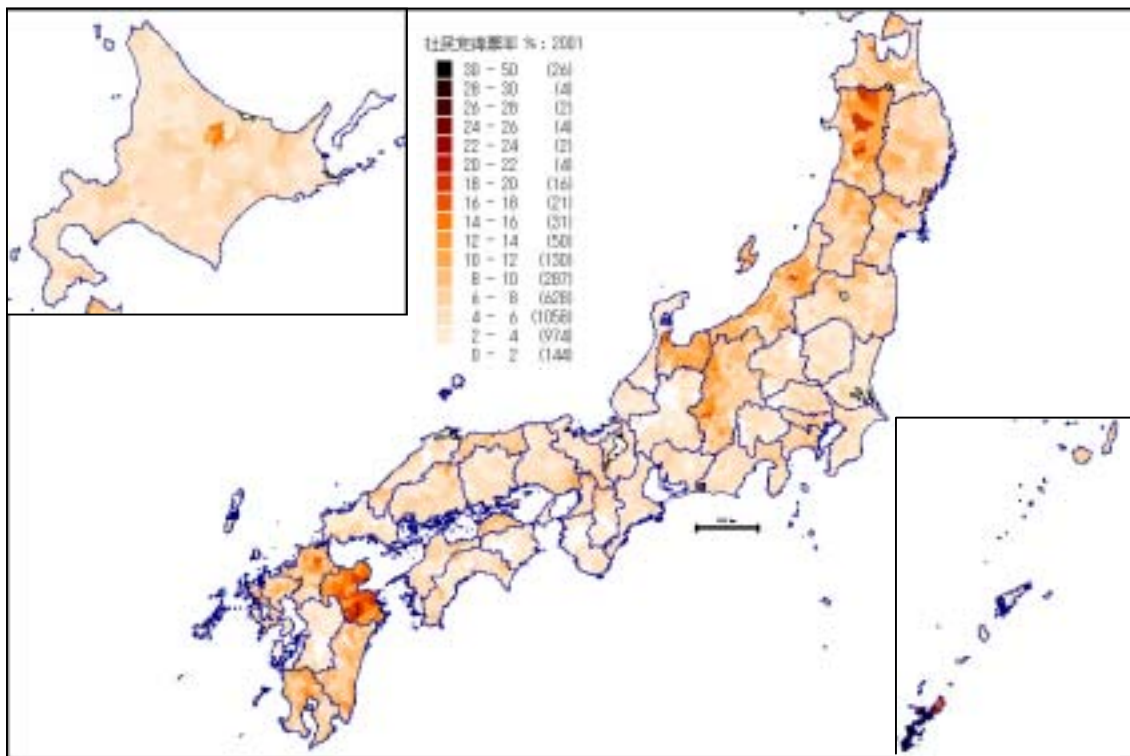 社民党得票率 %：2001
30 - 50 (26)
28 - 30 (4)
26 - 28 (2)
24 - 26 (4)
22 - 24 (2)
20 - 22 (4)
18 - 20 (16)
16 - 18 (21)
14 - 16 (31)
12 - 14 (50)
10 - 12 (130)
8 - 10 (287)
6 - 8 (628)
4 - 6 (1058)
2 - 4 (974)
0 - 2 (144)